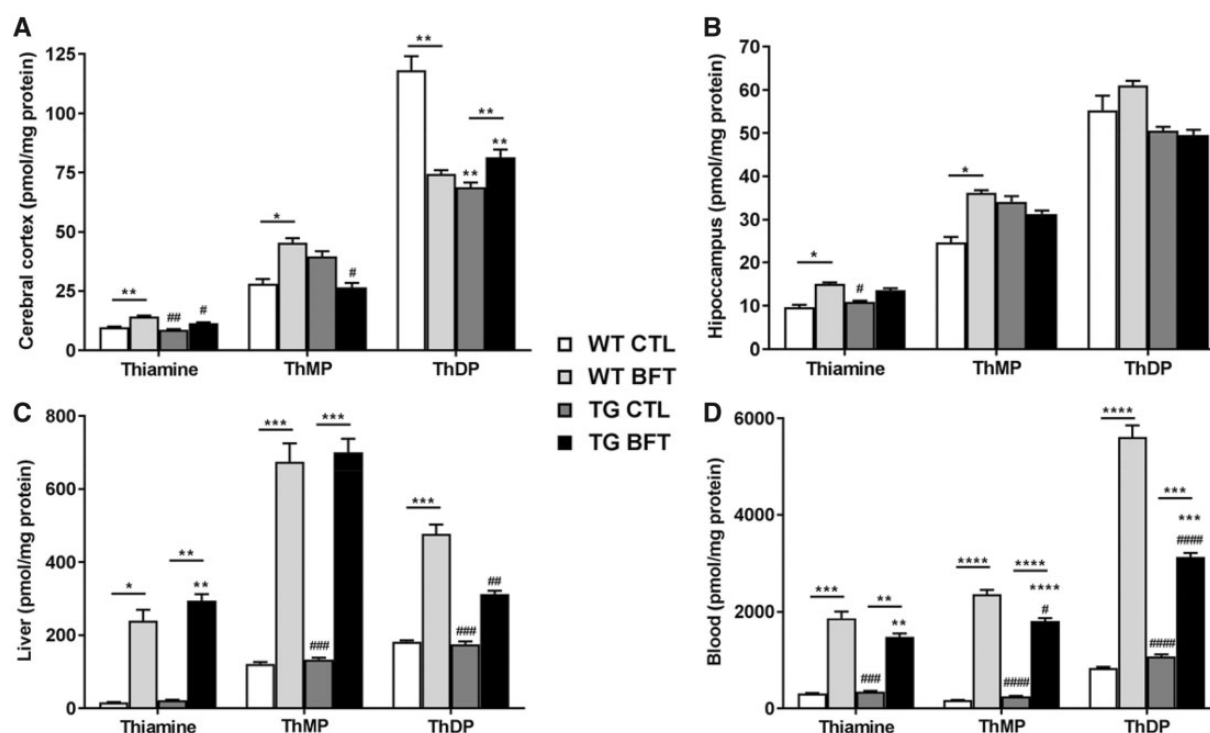 A
Cerebral cortex (pmol/mg protein)
125
100
75
50
25
0
**
**
**
**
*
#
**
##
#
Thiamine
ThMP
ThDP
B
Hipoccampus (pmol/mg protein)
70
60
50
40
30
20
10
0
*
*
#
Thiamine
ThMP
ThDP
WT CTL
WT BFT
TG CTL
TG BFT
C
Liver (pmol/mg protein)
800
600
400
200
0
***
***
***
**
*
**
###
###
##
Thiamine
ThMP
ThDP
D
Blood (pmol/mg protein)
6000
4000
2000
0
****
***
***
####
****
****
****
#
***
**
**
###
####
####
Thiamine
ThMP
ThDP